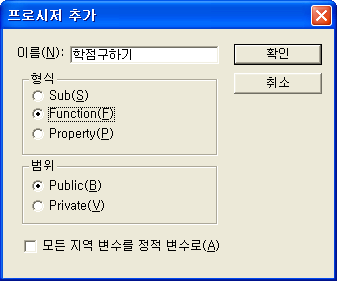 프로시저 추가
이름(N): 학점구하기
확인
취소
형식
Sub(S)
Function(F)
Property(P)
범위
Public(B)
Private(V)
모든 지역 변수를 정적 변수로(A)